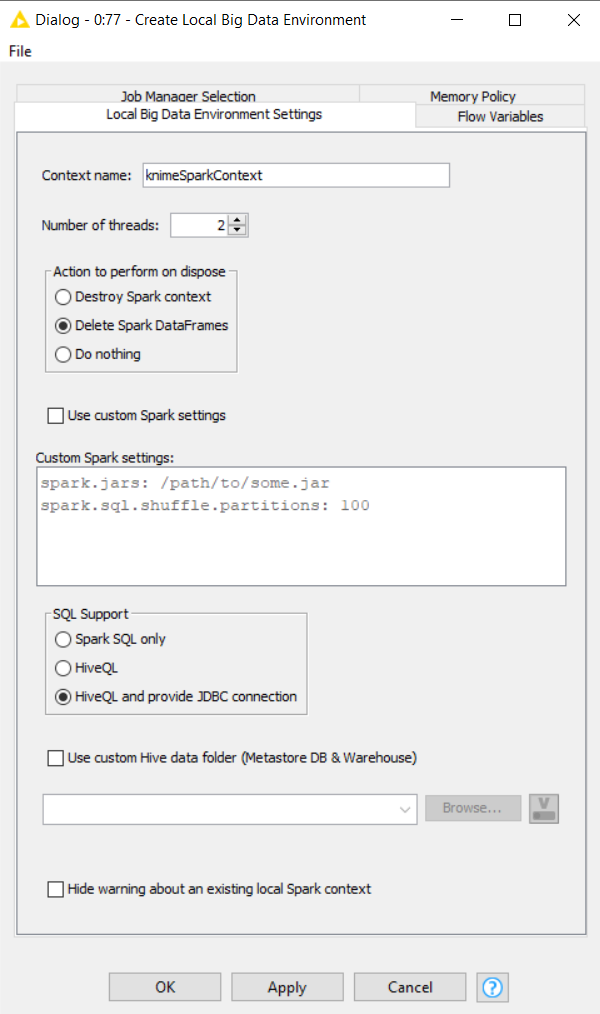 Dialog - 0:77 - Create Local Big Data Environment
File
Job Manager Selection
Memory Policy
Local Big Data Environment Settings
Flow Variables
Context name: knimeSparkContext
Number of threads: 2
Action to perform on dispose
Destroy Spark context
Delete Spark DataFrames
Do nothing
Use custom Spark settings
Custom Spark settings:
spark.jars: /path/to/some.jar
spark.sql.shuffle.partitions: 100
SQL Support
Spark SQL only
HiveQL
HiveQL and provide JDBC connection
Use custom Hive data folder (Metastore DB & Warehouse)
Browse... V
Hide warning about an existing local Spark context
OK Apply Cancel ?